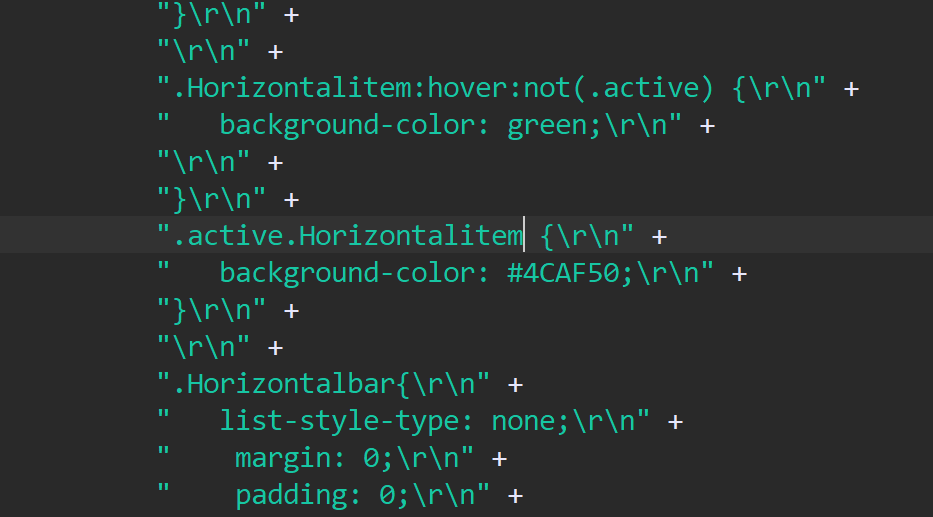 "}\r\n" +
"\r\n" +
".Horizontalitem:hover:not(.active) {\r\n" +
"   background-color: green;\r\n" +
"\r\n" +
"}\r\n" +
".active.Horizontalitem {\r\n" +
"   background-color: #4CAF50;\r\n" +
"}\r\n" +
"\r\n" +
".Horizontalbar{\r\n" +
"   list-style-type: none;\r\n" +
"    margin: 0;\r\n" +
"    padding: 0;\r\n" +